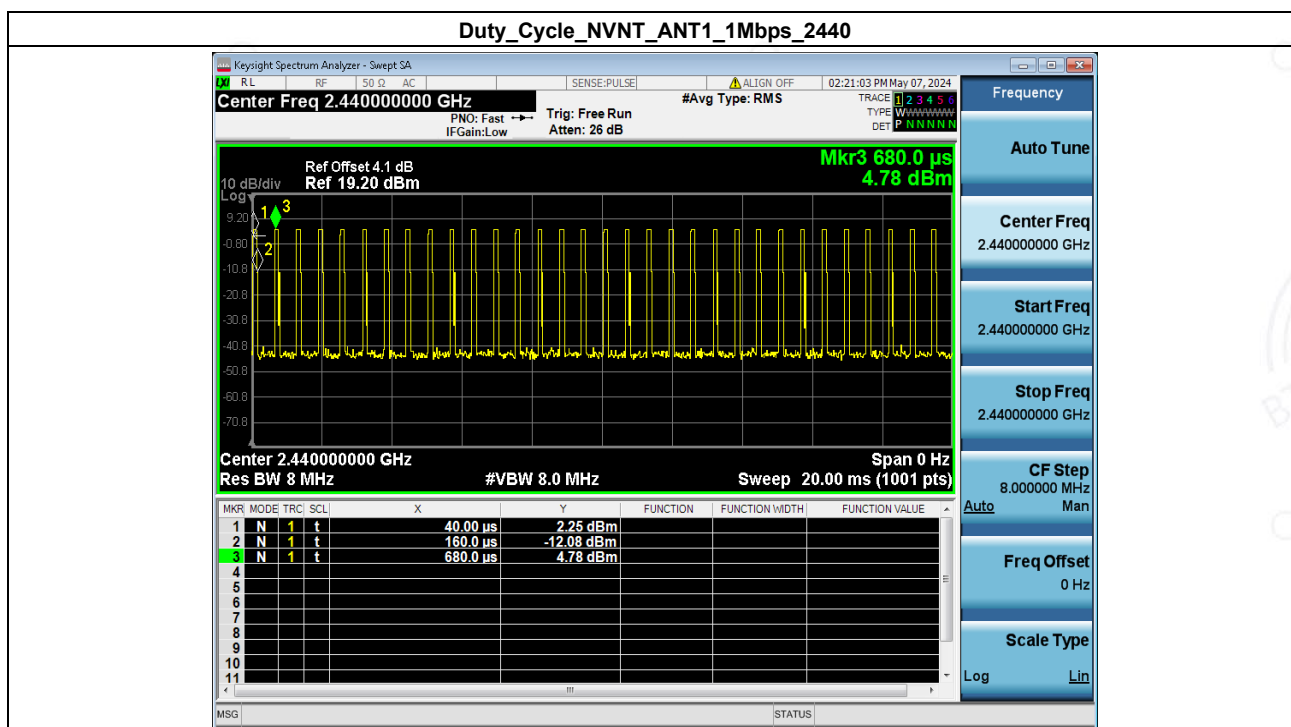 Duty_Cycle_NVNT_ANT1_1Mbps_2440
Keysight Spectrum Analyzer - Swept SA
LXI RL RF 50 Ω AC SENSE:PULSE ALIGN OFF 02:21:03 PM May 07, 2024
Center Freq 2.440000000 GHz #Avg Type: RMS TRACE 1 2 3 4 5 6
PNO: Fast Trig: Free Run TYPE WWWWWW
IFGain:Low Atten: 26 dB DET P N N N N N
Mkr3 680.0 µs
4.78 dBm
Ref Offset 4.1 dB
10 dB/div Ref 19.20 dBm
Log
1 3
9.20
2
-0.80
-10.8
-20.8
-30.8
-40.8
-50.8
-60.8
-70.8
Center 2.440000000 GHz Span 0 Hz
Res BW 8 MHz #VBW 8.0 MHz Sweep 20.00 ms (1001 pts)
MKR MODE TRC SCL X Y FUNCTION FUNCTION WIDTH FUNCTION VALUE
1 N 1 t 40.00 µs 2.25 dBm
2 N 1 t 160.0 µs -12.08 dBm
3 N 1 t 680.0 µs 4.78 dBm
4
5
6
7
8
9
10
11
MSG STATUS
Frequency
Auto Tune
Center Freq
2.440000000 GHz
Start Freq
2.440000000 GHz
Stop Freq
2.440000000 GHz
CF Step
8.000000 MHz
Auto Man
Freq Offset
0 Hz
Scale Type
Log Lin